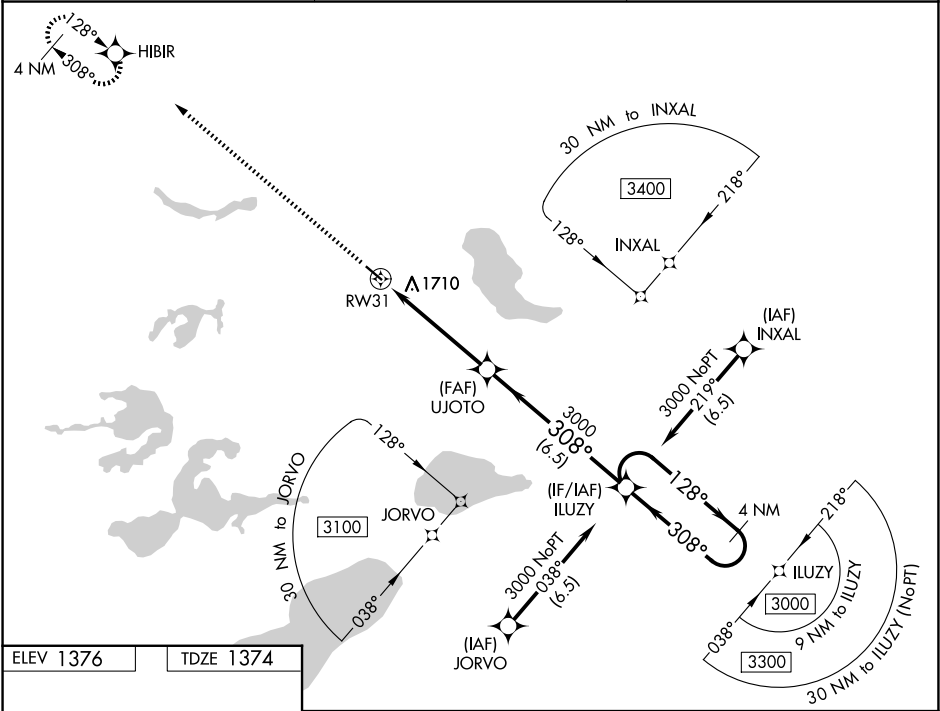 128°
308°
4 NM
HIBIR
30 NM to INXAL
3400
218°
128°
INXAL
RW31
1710
(IAF)
INXAL
3000 NoPT
219°
(6.5)
(FAF)
UJOTO
3000
308°
(6.5)
128°
30 NM to JORVO
3100
JORVO
038°
(IF/IAF)
ILUZY
128°
308°
4 NM
3000 NoPT
038°
(6.5)
(IAF)
JORVO
218°
ILUZY
3000
9 NM to ILUZY
038°
3300
30 NM to ILUZY (NoPT)
ELEV 1376
TDZE 1374